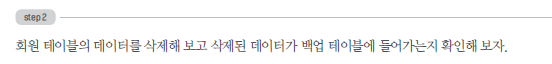 step 2
회원 테이블의 데이터를 삭제해 보고 삭제된 데이터가 백업 테이블에 들어가는지 확인해 보자.